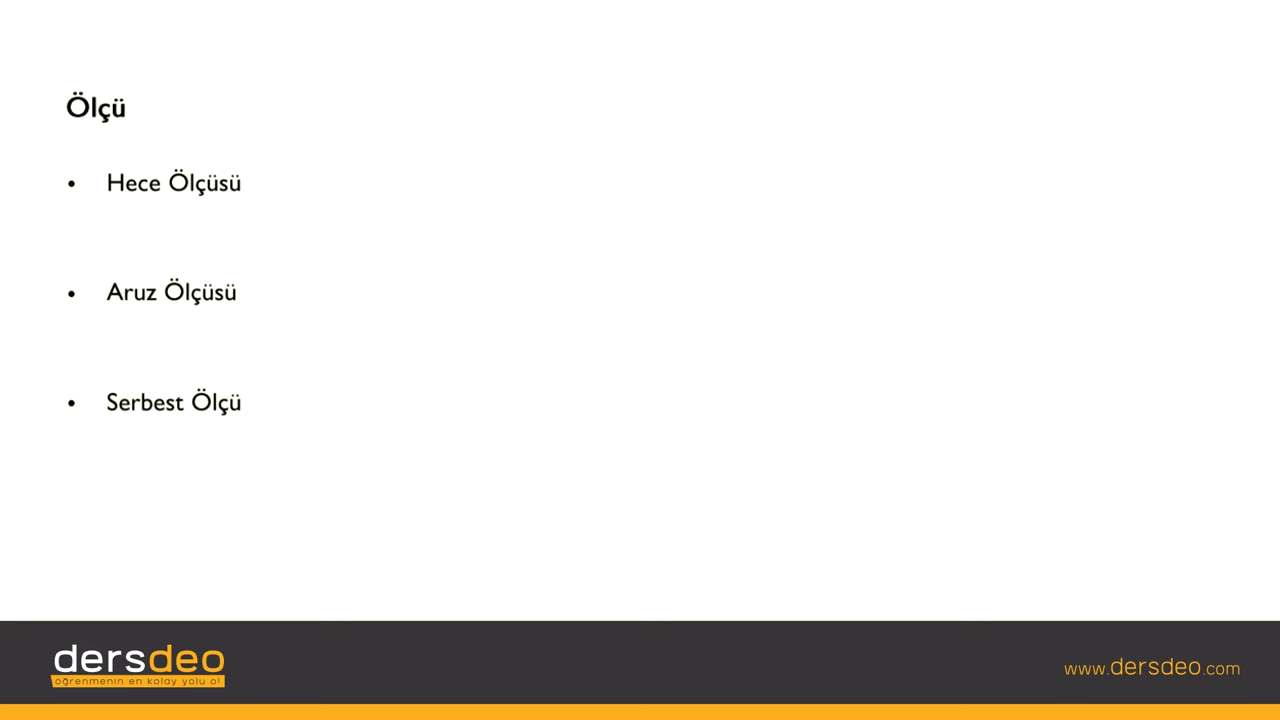 Ölçü
• Hece Ölçüsü
• Aruz Ölçüsü
• Serbest Ölçü
dersdeo
öğrenmenin en kolay yolu o!
www.dersdeo.com